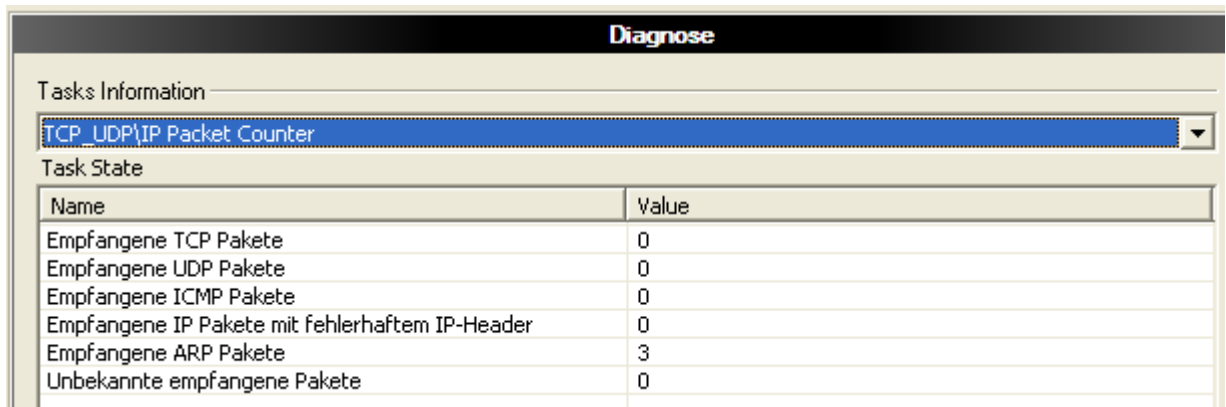 Diagnose
Tasks Information
TCP_UDP\IP Packet Counter
Task State
Name Value
Empfangene TCP Pakete 0
Empfangene UDP Pakete 0
Empfangene ICMP Pakete 0
Empfangene IP Pakete mit fehlerhaftem IP-Header 0
Empfangene ARP Pakete 3
Unbekannte empfangene Pakete 0